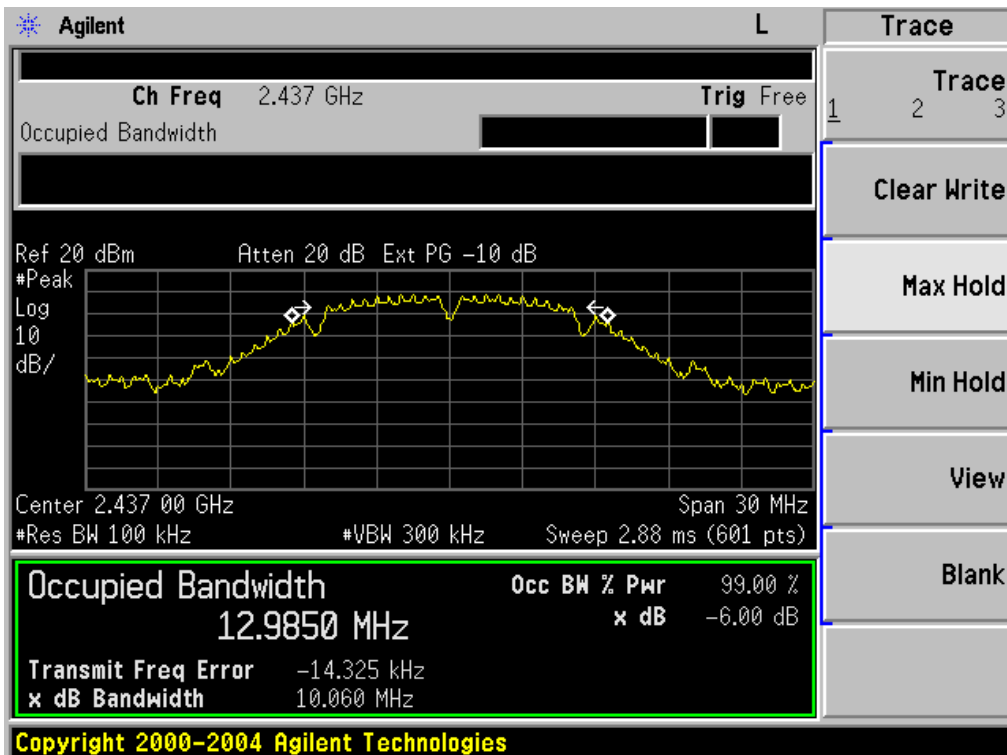 Agilent L Trace
Ch Freq 2.437 GHz Trig Free
Occupied Bandwidth
Trace
1 2 3
Clear Write
Max Hold
Min Hold
View
Blank
Ref 20 dBm Atten 20 dB Ext PG -10 dB
#Peak
Log
10
dB/
Center 2.437 00 GHz Span 30 MHz
#Res BW 100 kHz #VBW 300 kHz Sweep 2.88 ms (601 pts)
Occupied Bandwidth Occ BW % Pwr 99.00 %
12.9850 MHz x dB -6.00 dB
Transmit Freq Error -14.325 kHz
x dB Bandwidth 10.060 MHz
Copyright 2000-2004 Agilent Technologies